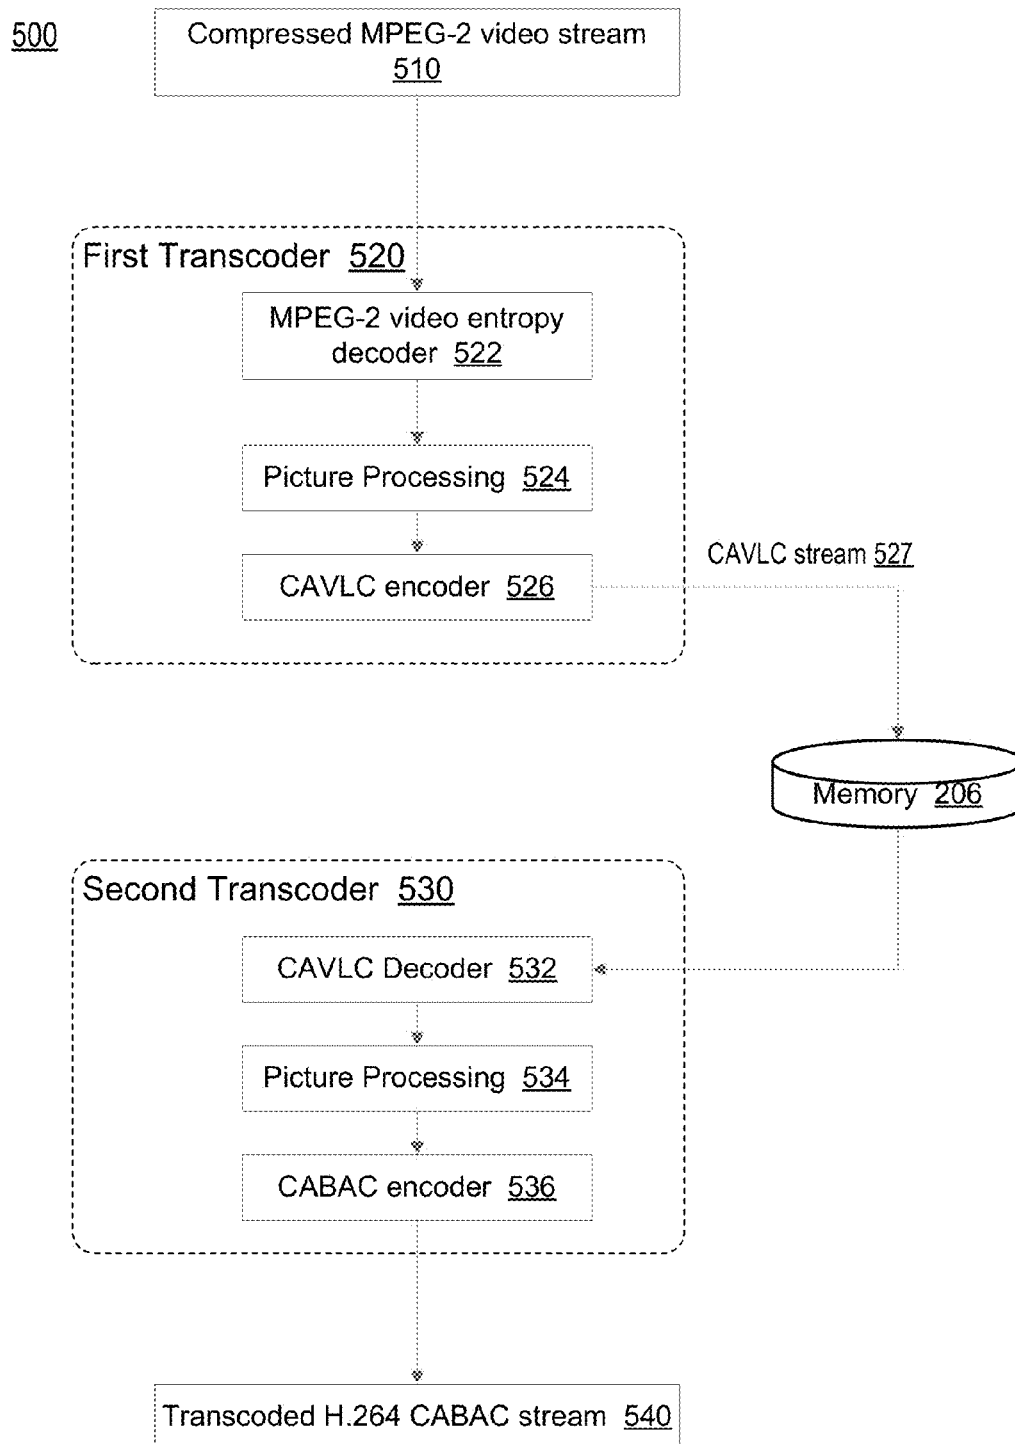 500
Compressed MPEG-2 video stream
510
First Transcoder 520
MPEG-2 video entropy
decoder 522
Picture Processing 524
CAVLC encoder 526
CAVLC stream 527
Memory 206
Second Transcoder 530
CAVLC Decoder 532
Picture Processing 534
CABAC encoder 536
Transcoded H.264 CABAC stream 540